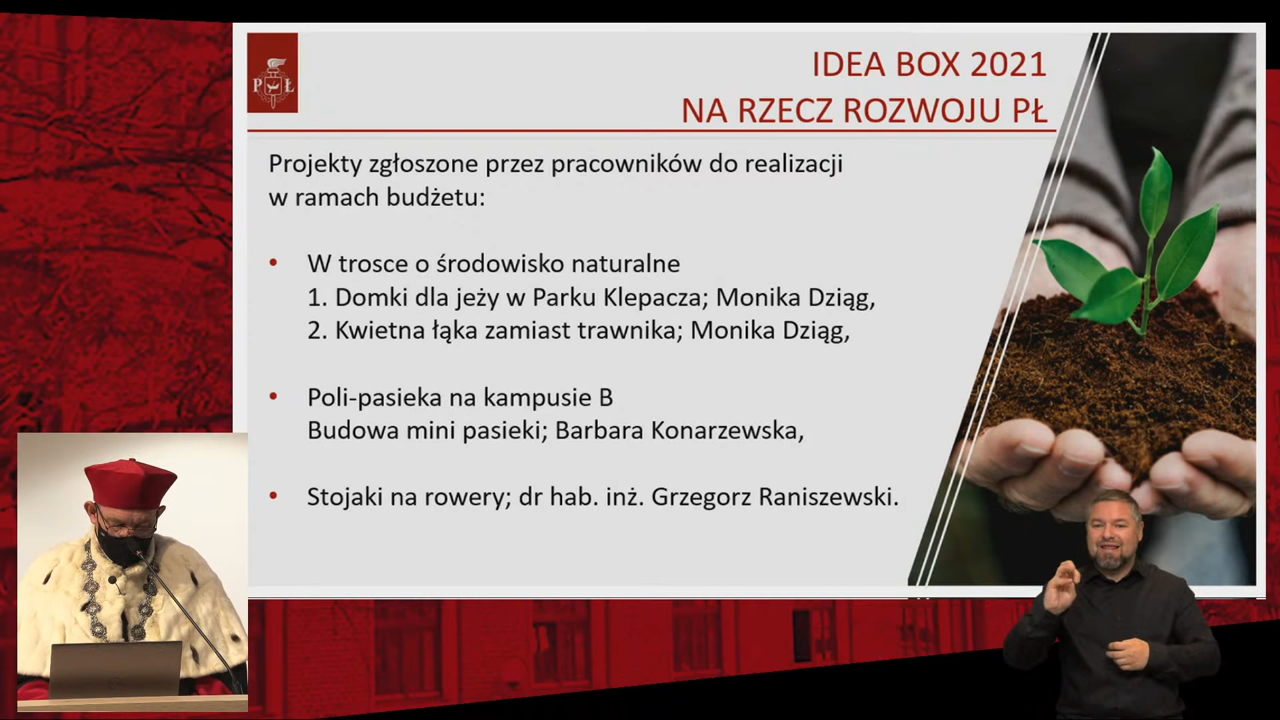 P Ł
IDEA BOX 2021
NA RZECZ ROZWOJU PŁ
Projekty zgłoszone przez pracowników do realizacji
w ramach budżetu:
• W trosce o środowisko naturalne
1. Domki dla jeży w Parku Klepacza; Monika Dziąg,
2. Kwietna łąka zamiast trawnika; Monika Dziąg,
• Poli-pasieka na kampusie B
Budowa mini pasieki; Barbara Konarzewska,
• Stojaki na rowery; dr hab. inż. Grzegorz Raniszewski.